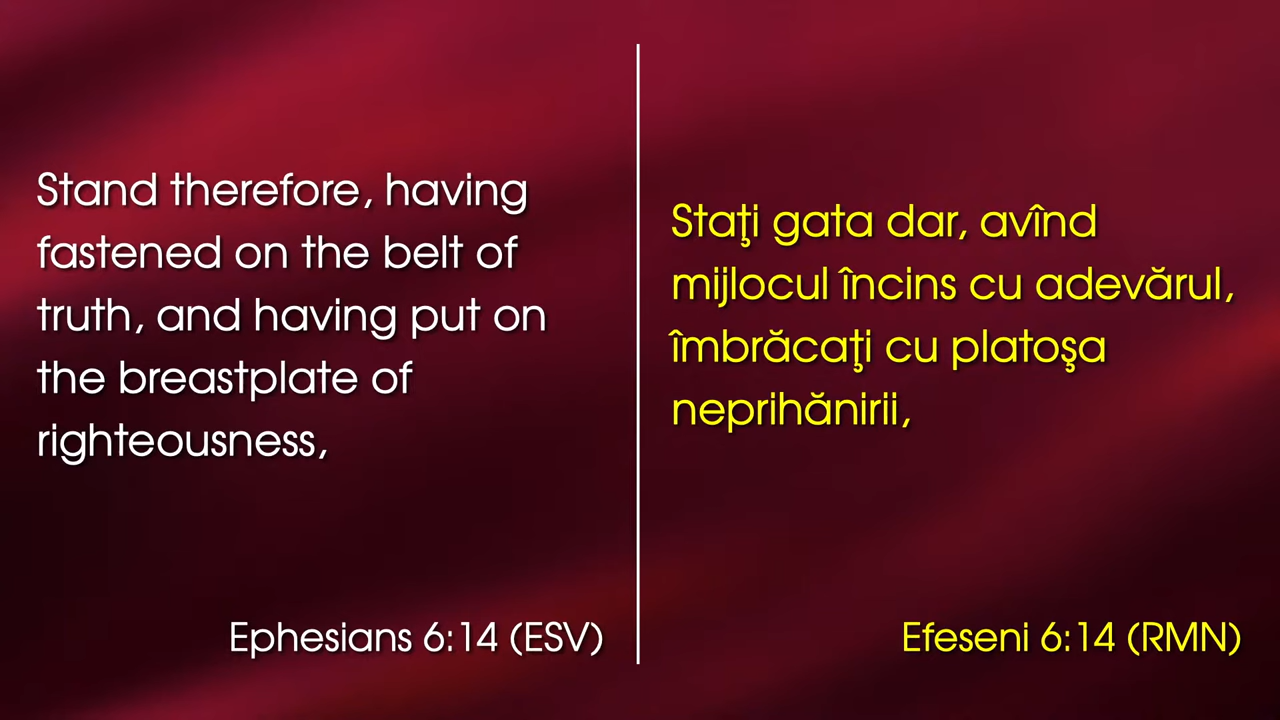 Stand therefore, having
fastened on the belt of
truth, and having put on
the breastplate of
righteousness,
Ephesians 6:14 (ESV)
Staţi gata dar, avînd
mijlocul încins cu adevărul,
îmbrăcaţi cu platoşa
neprihănirii,
Efeseni 6:14 (RMN)